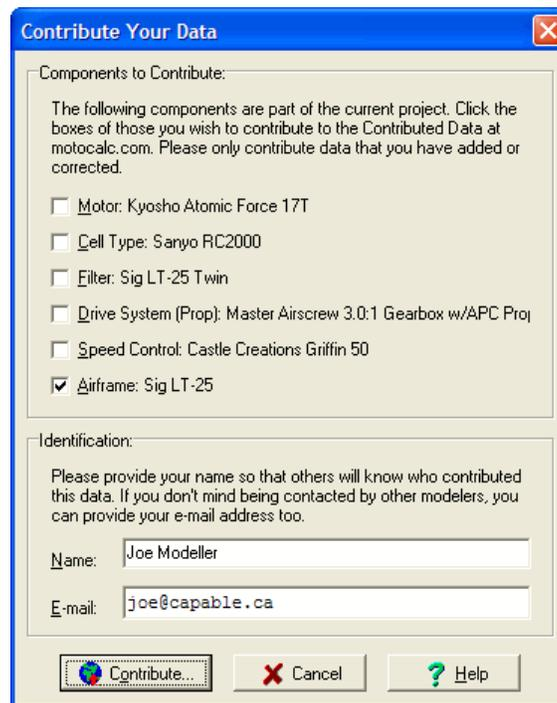 Contribute Your Data
Components to Contribute:
The following components are part of the current project. Click the
boxes of those you wish to contribute to the Contributed Data at
motocalc.com. Please only contribute data that you have added or
corrected.
Motor: Kyosho Atomic Force 17T
Cell Type: Sanyo RC2000
Filter: Sig LT-25 Twin
Drive System (Prop): Master Airscrew 3.0:1 Gearbox w/APC Prop
Speed Control: Castle Creations Griffin 50
Airframe: Sig LT-25
Identification:
Please provide your name so that others will know who contributed
this data. If you don't mind being contacted by other modelers, you
can provide your e-mail address too.
Name: Joe Modeller
E-mail: joe@capable.ca
Contribute... Cancel Help